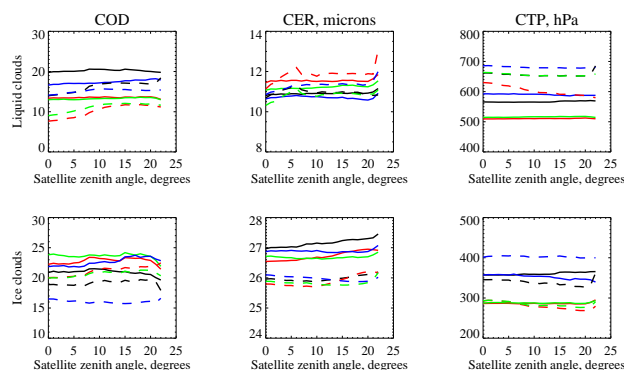 COD
CER, microns
CTP, hPa
Liquid clouds
30
20
10
0
0 5 10 15 20 25
Satellite zenith angle, degrees
14
12
10
8
0 5 10 15 20 25
Satellite zenith angle, degrees
800
700
600
500
400
0 5 10 15 20 25
Satellite zenith angle, degrees
Ice clouds
30
25
20
15
10
0 5 10 15 20 25
Satellite zenith angle, degrees
28
27
26
25
24
0 5 10 15 20 25
Satellite zenith angle, degrees
500
400
300
200
0 5 10 15 20 25
Satellite zenith angle, degrees